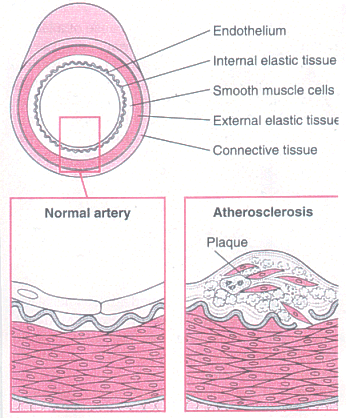 Endothelium
Internal elastic tissue
Smooth muscle cells
External elastic tissue
Connective tissue
Normal artery
Atherosclerosis
Plaque